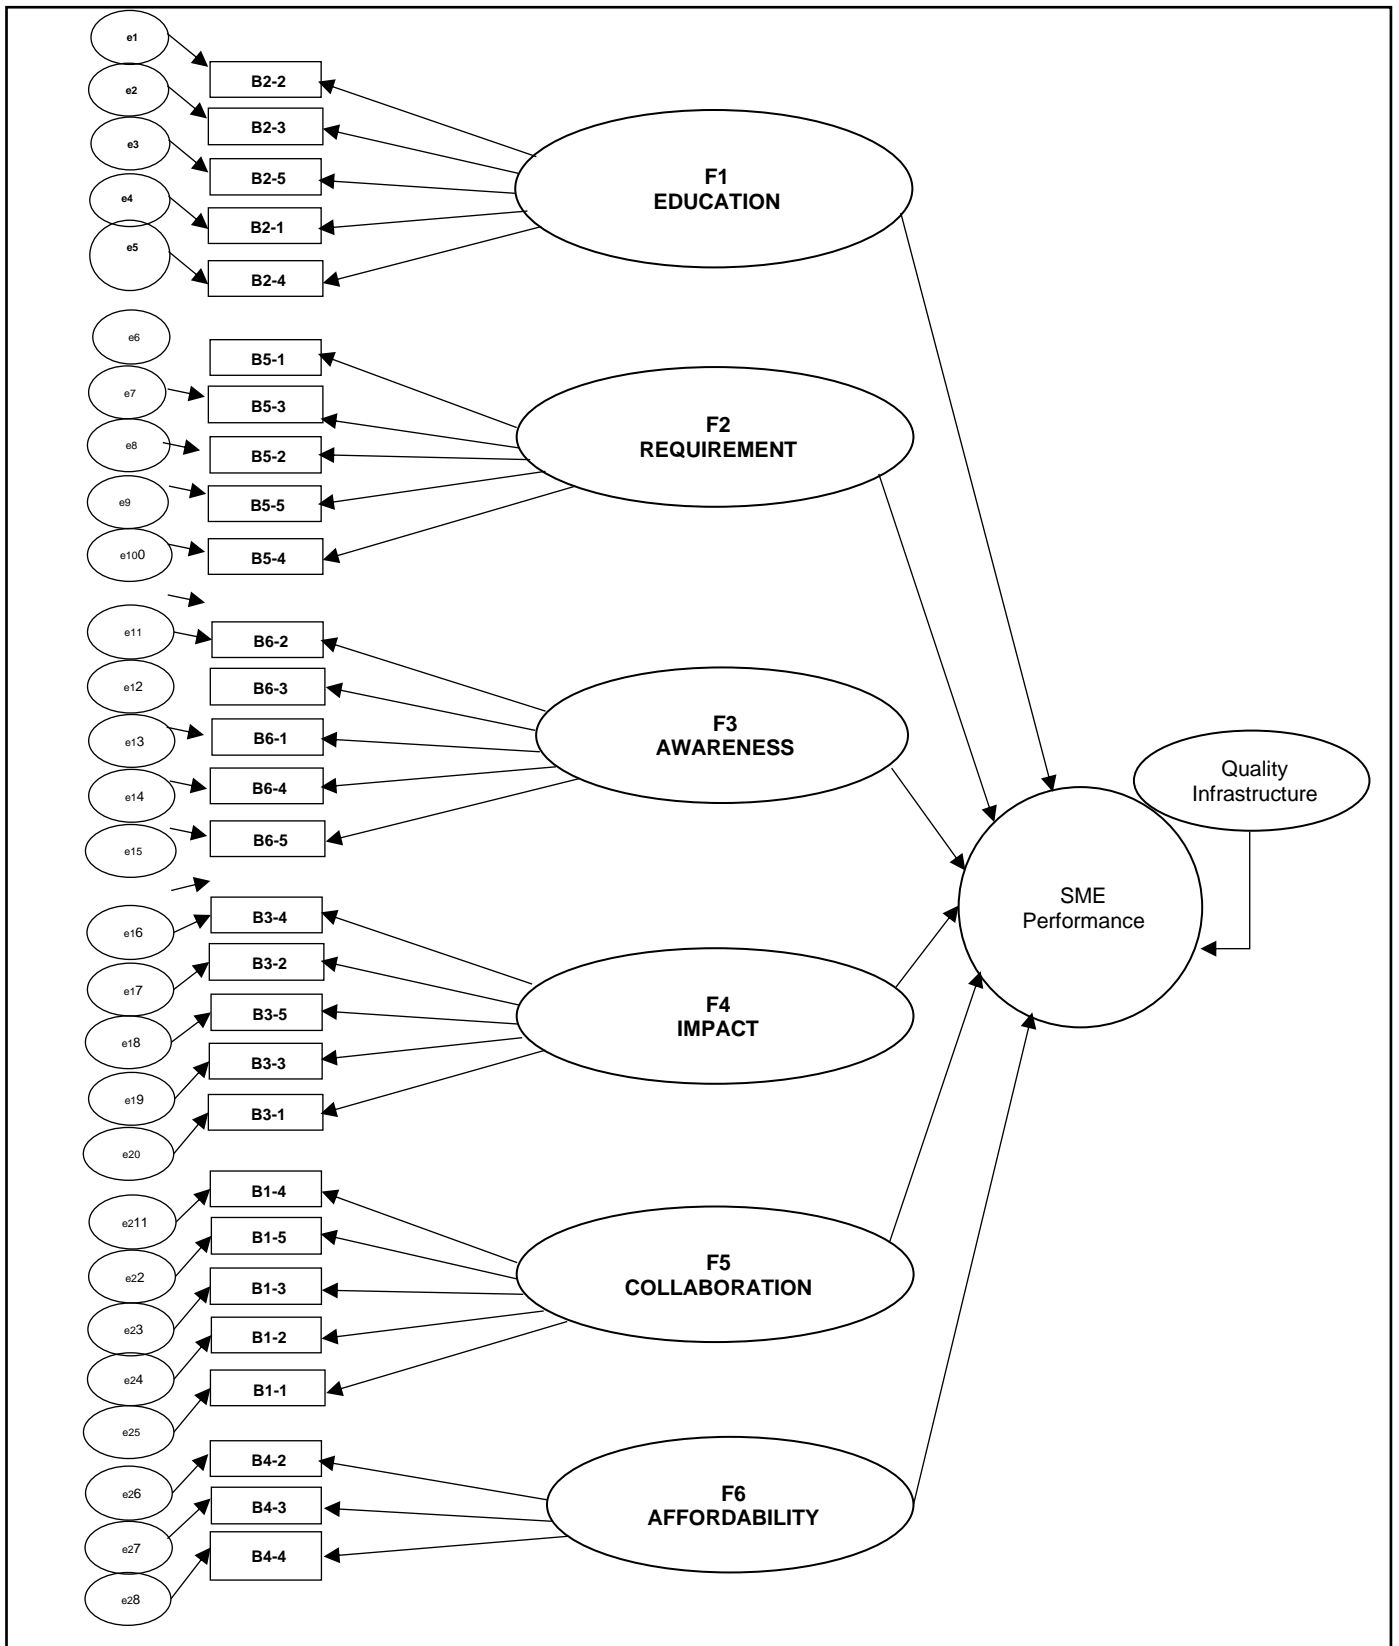 e1
B2-2
e2
B2-3
e3
B2-5
e4
B2-1
e5
B2-4
F1
EDUCATION
e6
B5-1
e7
B5-3
e8
B5-2
e9
B5-5
e100
B5-4
F2
REQUIREMENT
e11
B6-2
e12
B6-3
e13
B6-1
e14
B6-4
e15
B6-5
F3
AWARENESS
Quality
Infrastructure
SME
Performance
e16
B3-4
e17
B3-2
e18
B3-5
e19
B3-3
e20
B3-1
F4
IMPACT
e211
B1-4
e22
B1-5
e23
B1-3
e24
B1-2
e25
B1-1
F5
COLLABORATION
e26
B4-2
e27
B4-3
e28
B4-4
F6
AFFORDABILITY